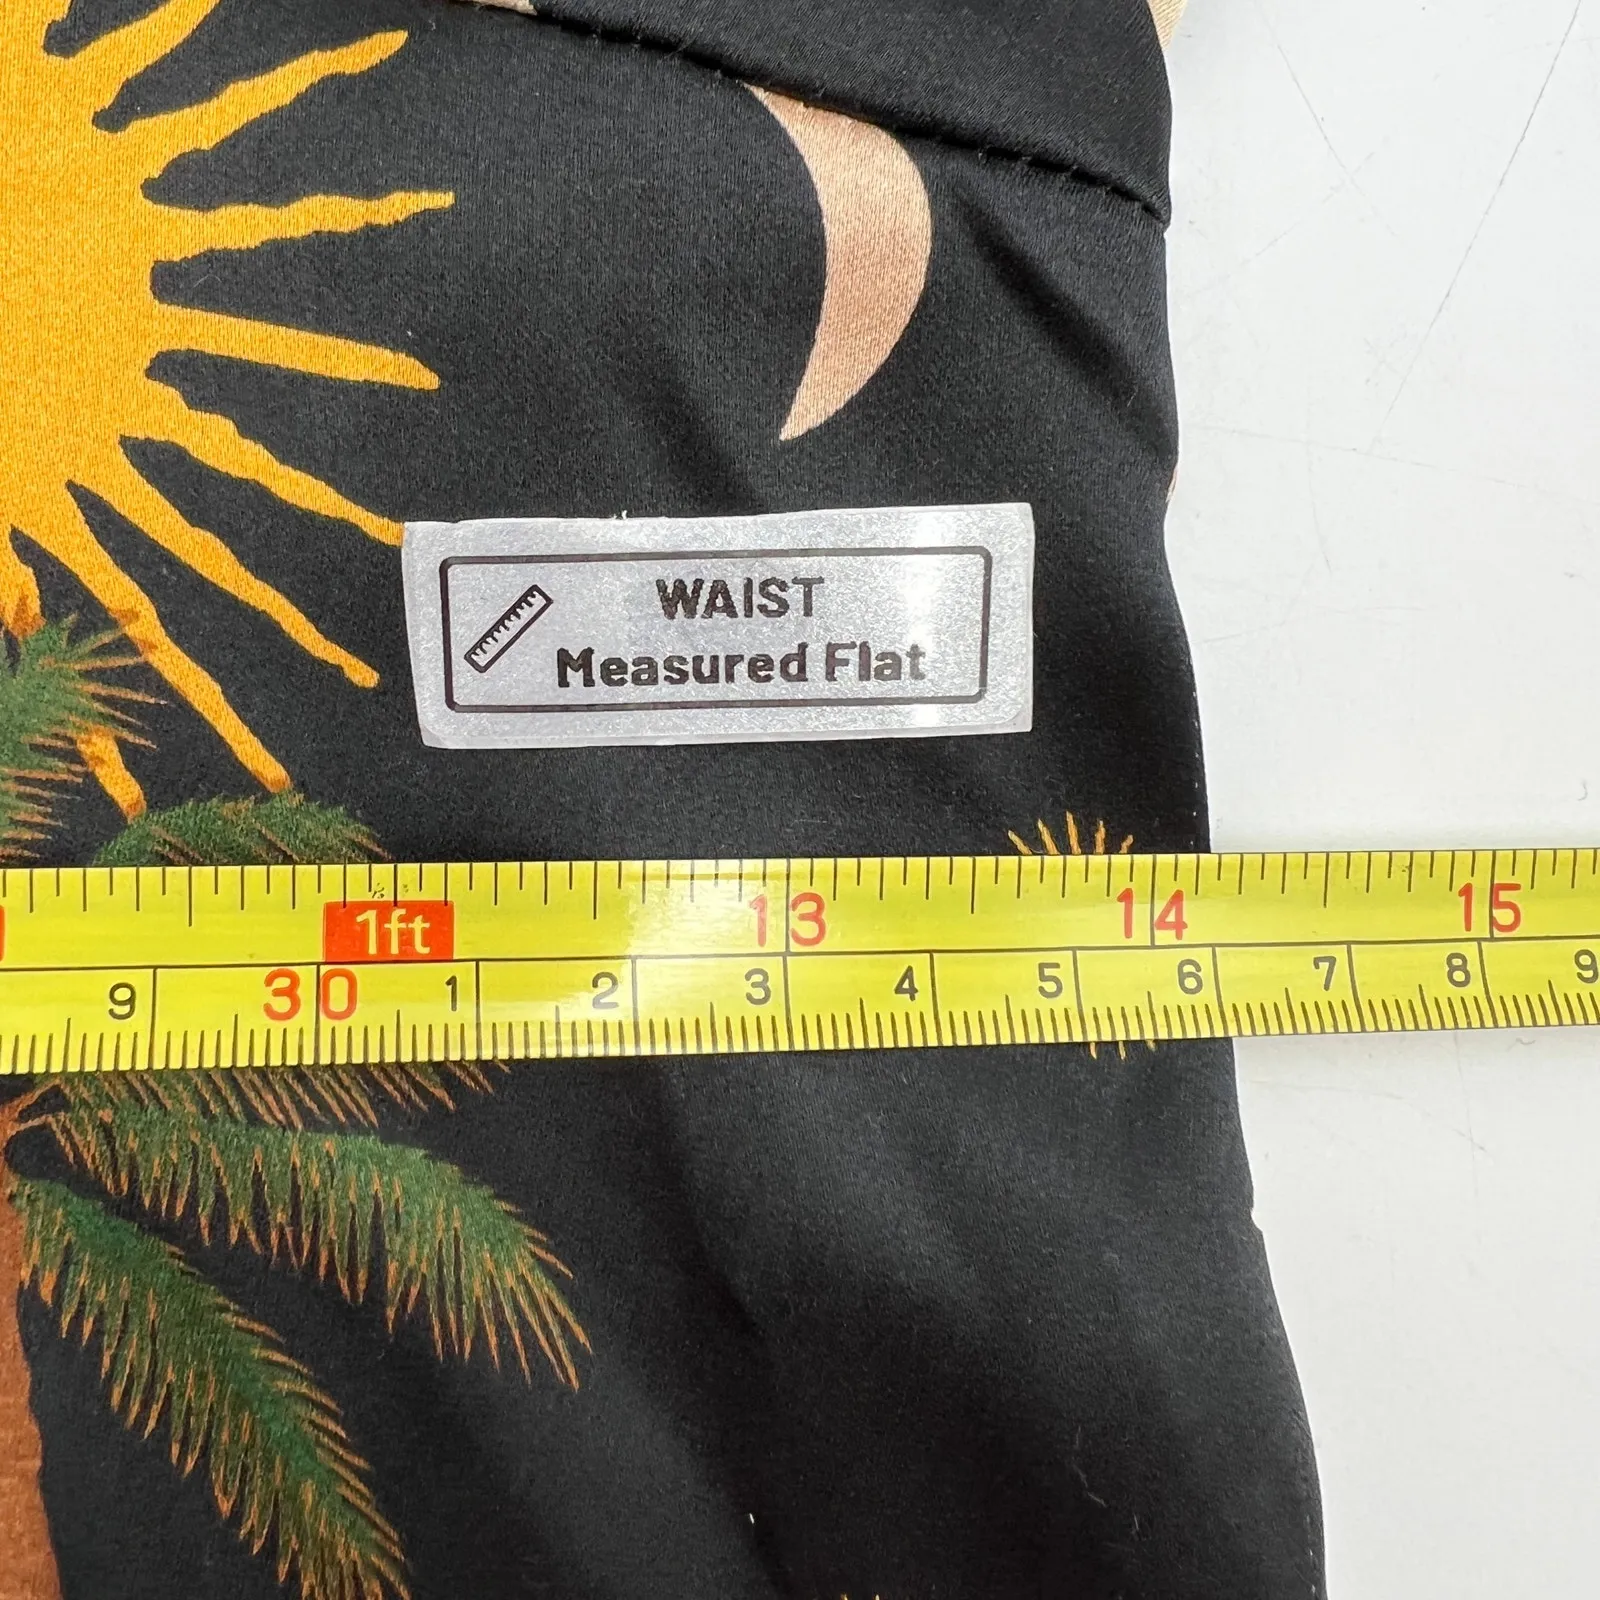 WAIST
Measured Flat
1ft 13 14 15
9 30 1 2 3 4 5 6 7 8 9